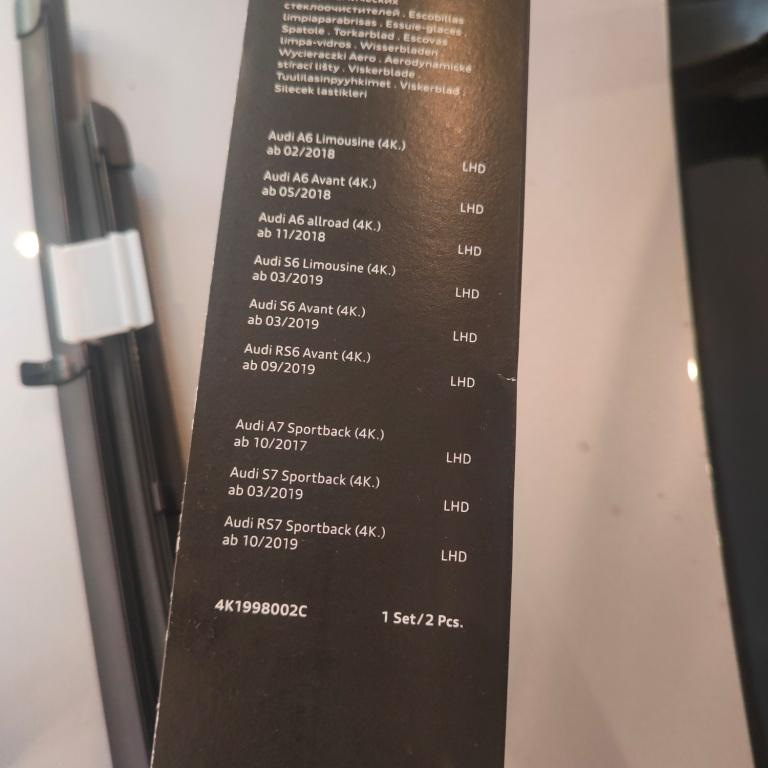 стеклоочистителей . Escobillas
limpiaparabrisas . Essuie-glaces .
Spatole . Torkarblad . Escovas
limpa-vidros . Wisserbladen
Wycieraczki Aero . Aerodynamické
stírací lišty . Viskerblade .
Tuulilasinpyyhkimet . Viskerblad .
Silecek lastikleri
Audi A6 Limousine (4K.)
ab 02/2018 LHD
Audi A6 Avant (4K.)
ab 05/2018 LHD
Audi A6 allroad (4K.)
ab 11/2018 LHD
Audi S6 Limousine (4K.)
ab 03/2019 LHD
Audi S6 Avant (4K.)
ab 03/2019 LHD
Audi RS6 Avant (4K.)
ab 09/2019 LHD
Audi A7 Sportback (4K.)
ab 10/2017 LHD
Audi S7 Sportback (4K.)
ab 03/2019 LHD
Audi RS7 Sportback (4K.)
ab 10/2019 LHD
4K1998002C 1 Set/2 Pcs.